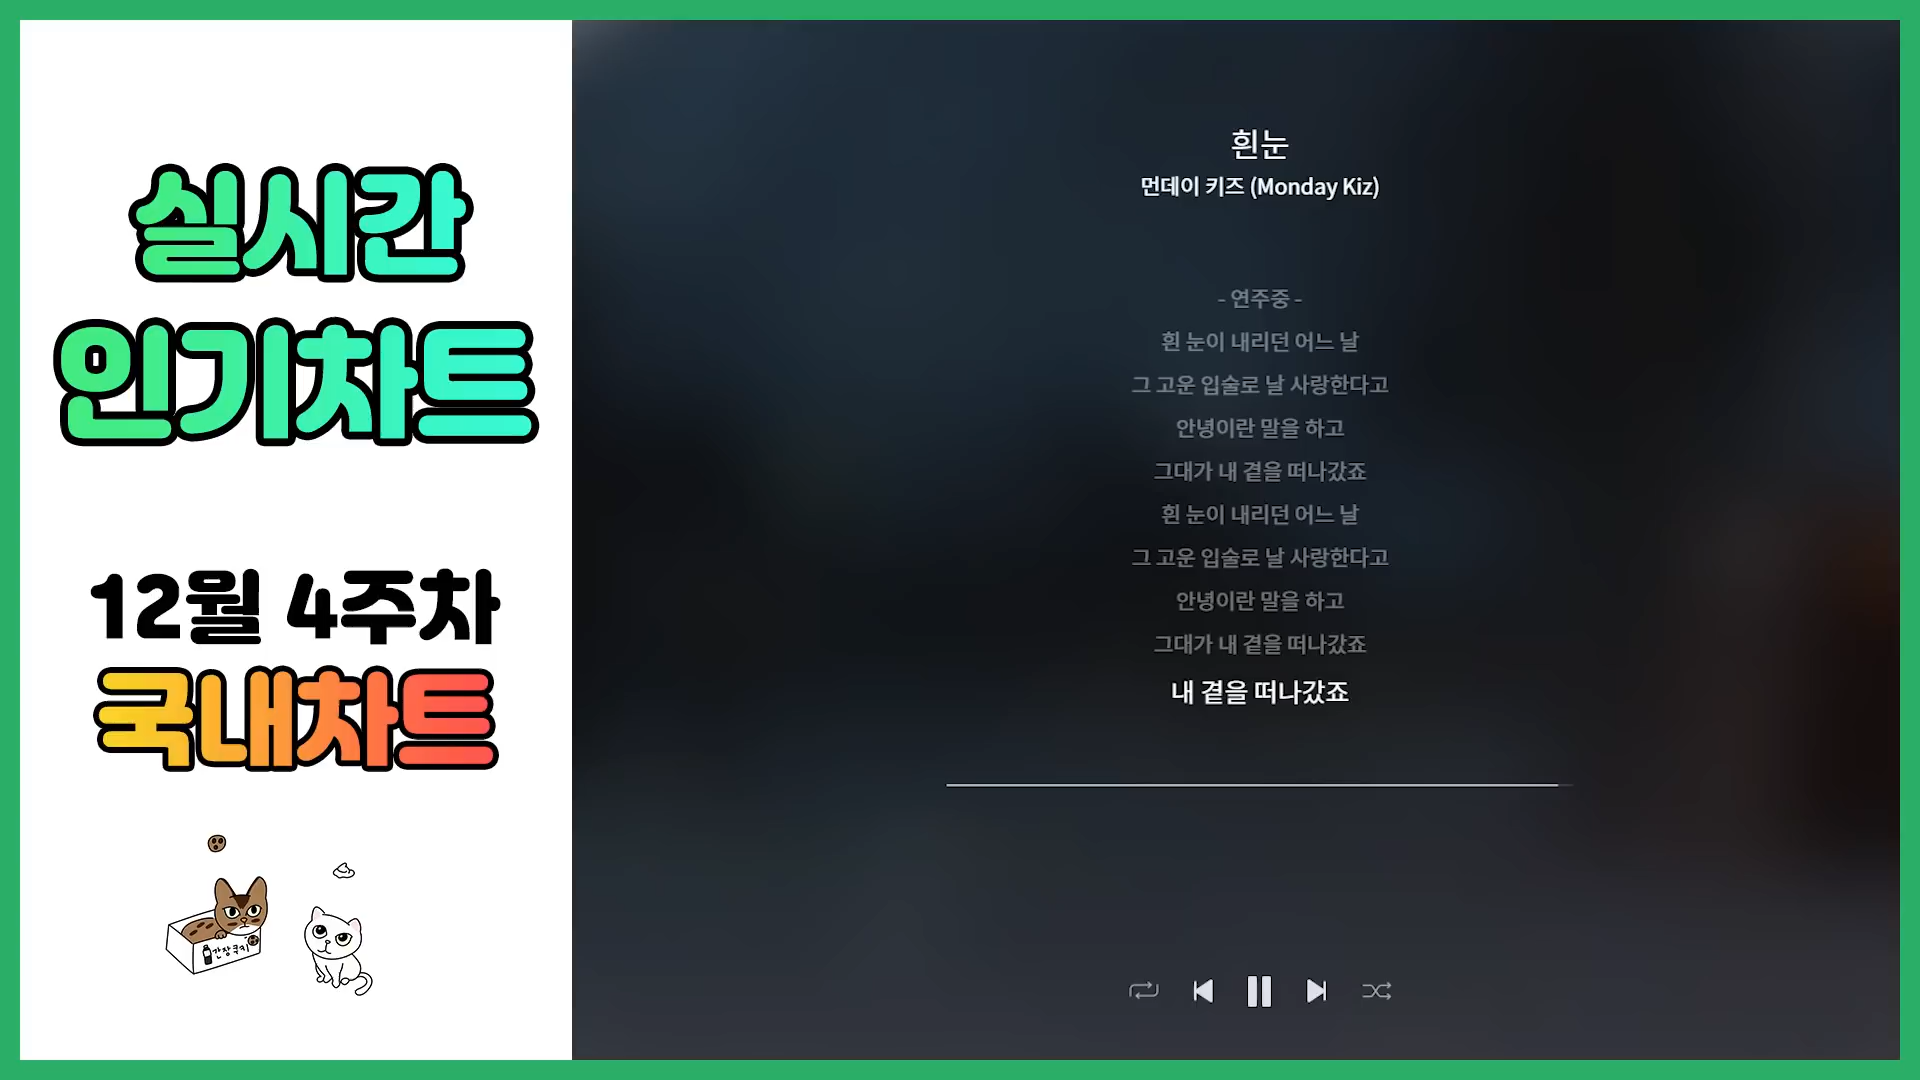 실시간
인기차트
12월 4주차
국내차트
간장쿡키
흰눈
먼데이 키즈 (Monday Kiz)
- 연주중 -
흰 눈이 내리던 어느 날
그 고운 입술로 날 사랑한다고
안녕이란 말을 하고
그대가 내 곁을 떠나갔죠
흰 눈이 내리던 어느 날
그 고운 입술로 날 사랑한다고
안녕이란 말을 하고
그대가 내 곁을 떠나갔죠
내 곁을 떠나갔죠